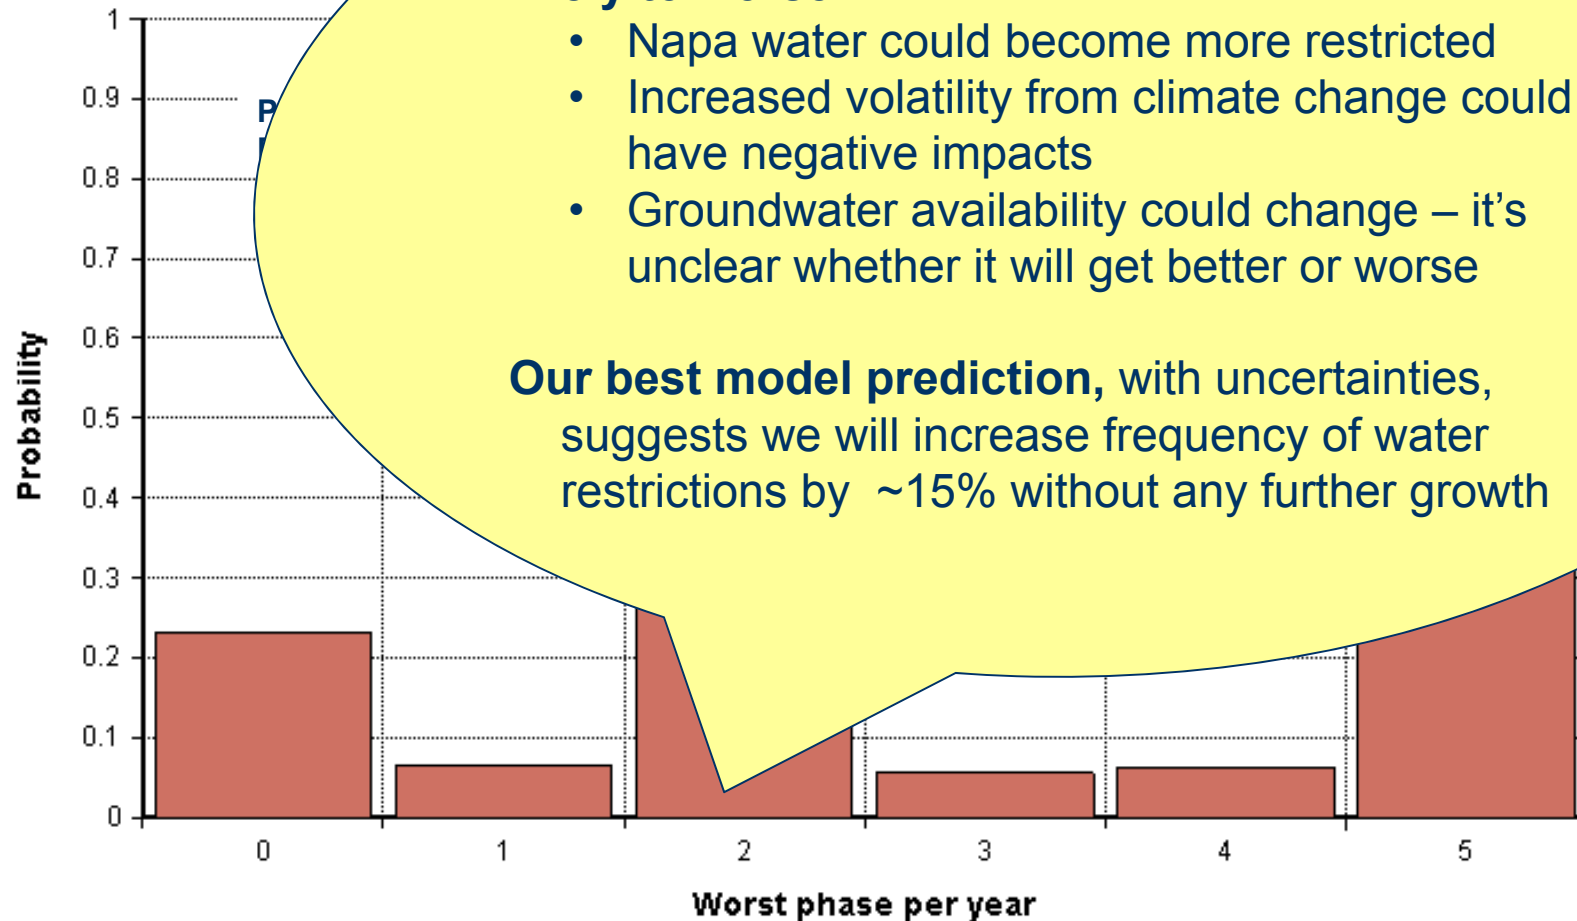 Napa water could become more restricted
Increased volatility from climate change could
have negative impacts
Groundwater availability could change – it’s
unclear whether it will get better or worse
Our best model prediction, with uncertainties,
suggests we will increase frequency of water
restrictions by ~15% without any further growth
Probability
1
0.9
0.8
0.7
0.6
0.5
0.4
0.3
0.2
0.1
0
0 1 2 3 4 5
Worst phase per year